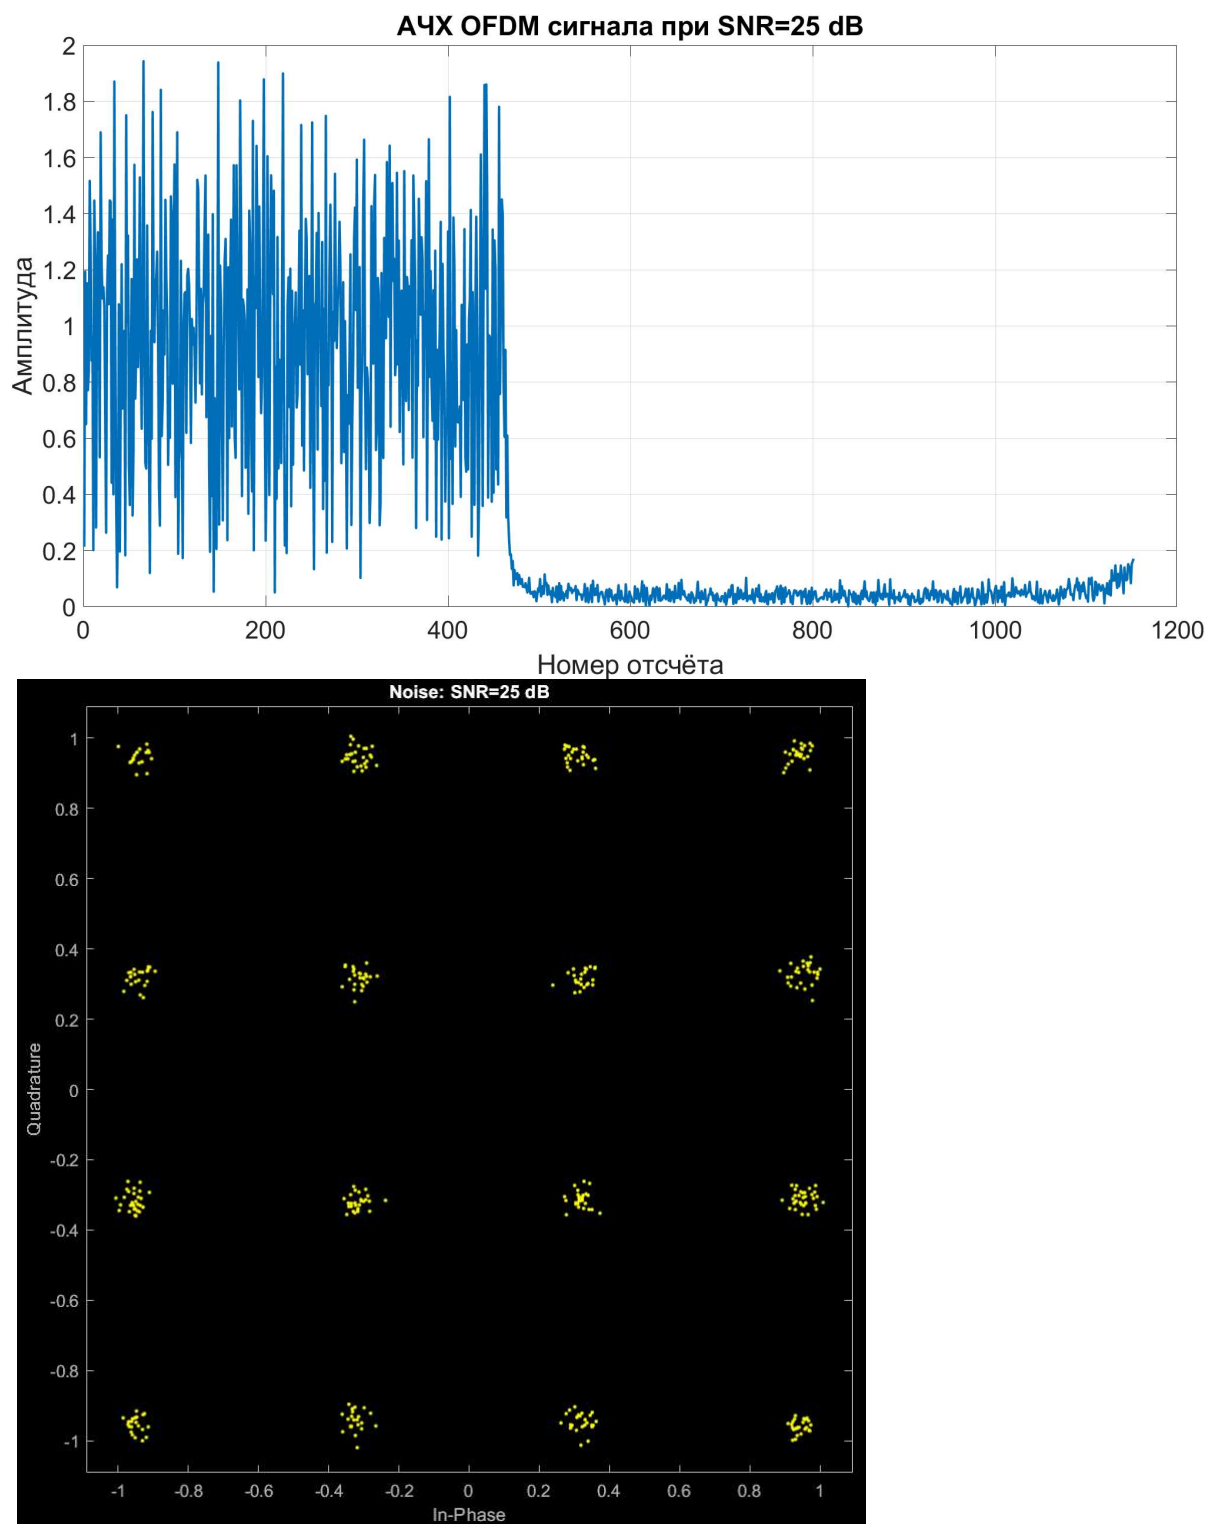 АЧХ OFDM сигнала при SNR=25 dB
2
1.8
1.6
1.4
1.2
1
0.8
0.6
0.4
0.2
0
Амплитуда
0 200 400 600 800 1000 1200
Номер отсчёта
Noise: SNR=25 dB
1
0.8
0.6
0.4
0.2
0
-0.2
-0.4
-0.6
-0.8
-1
Quadrature
-1 -0.8 -0.6 -0.4 -0.2 0 0.2 0.4 0.6 0.8 1
In-Phase